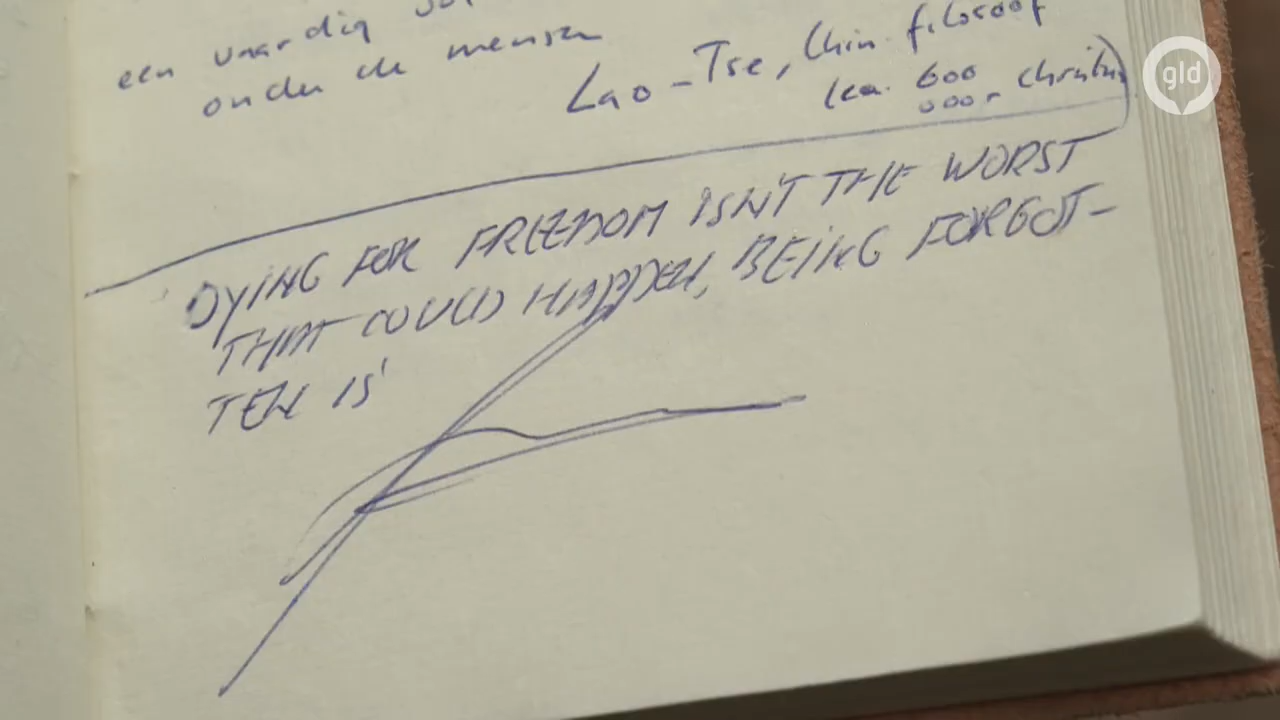 een waardig
onder de mensen
Lao-Tse, Chin. filosoof
(ca. 600
voor christus)
DYING FOR FREEDOM ISN'T THE WORST
THAT COULD HAPPEN, BEING FORGOT-
TEN IS'
gld